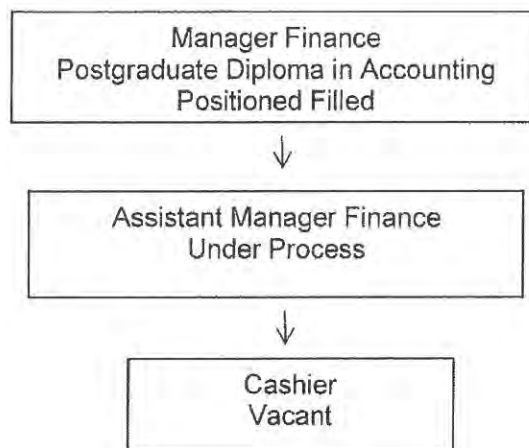 Manager Finance
Postgraduate Diploma in Accounting
Positioned Filled
Assistant Manager Finance
Under Process
Cashier
Vacant